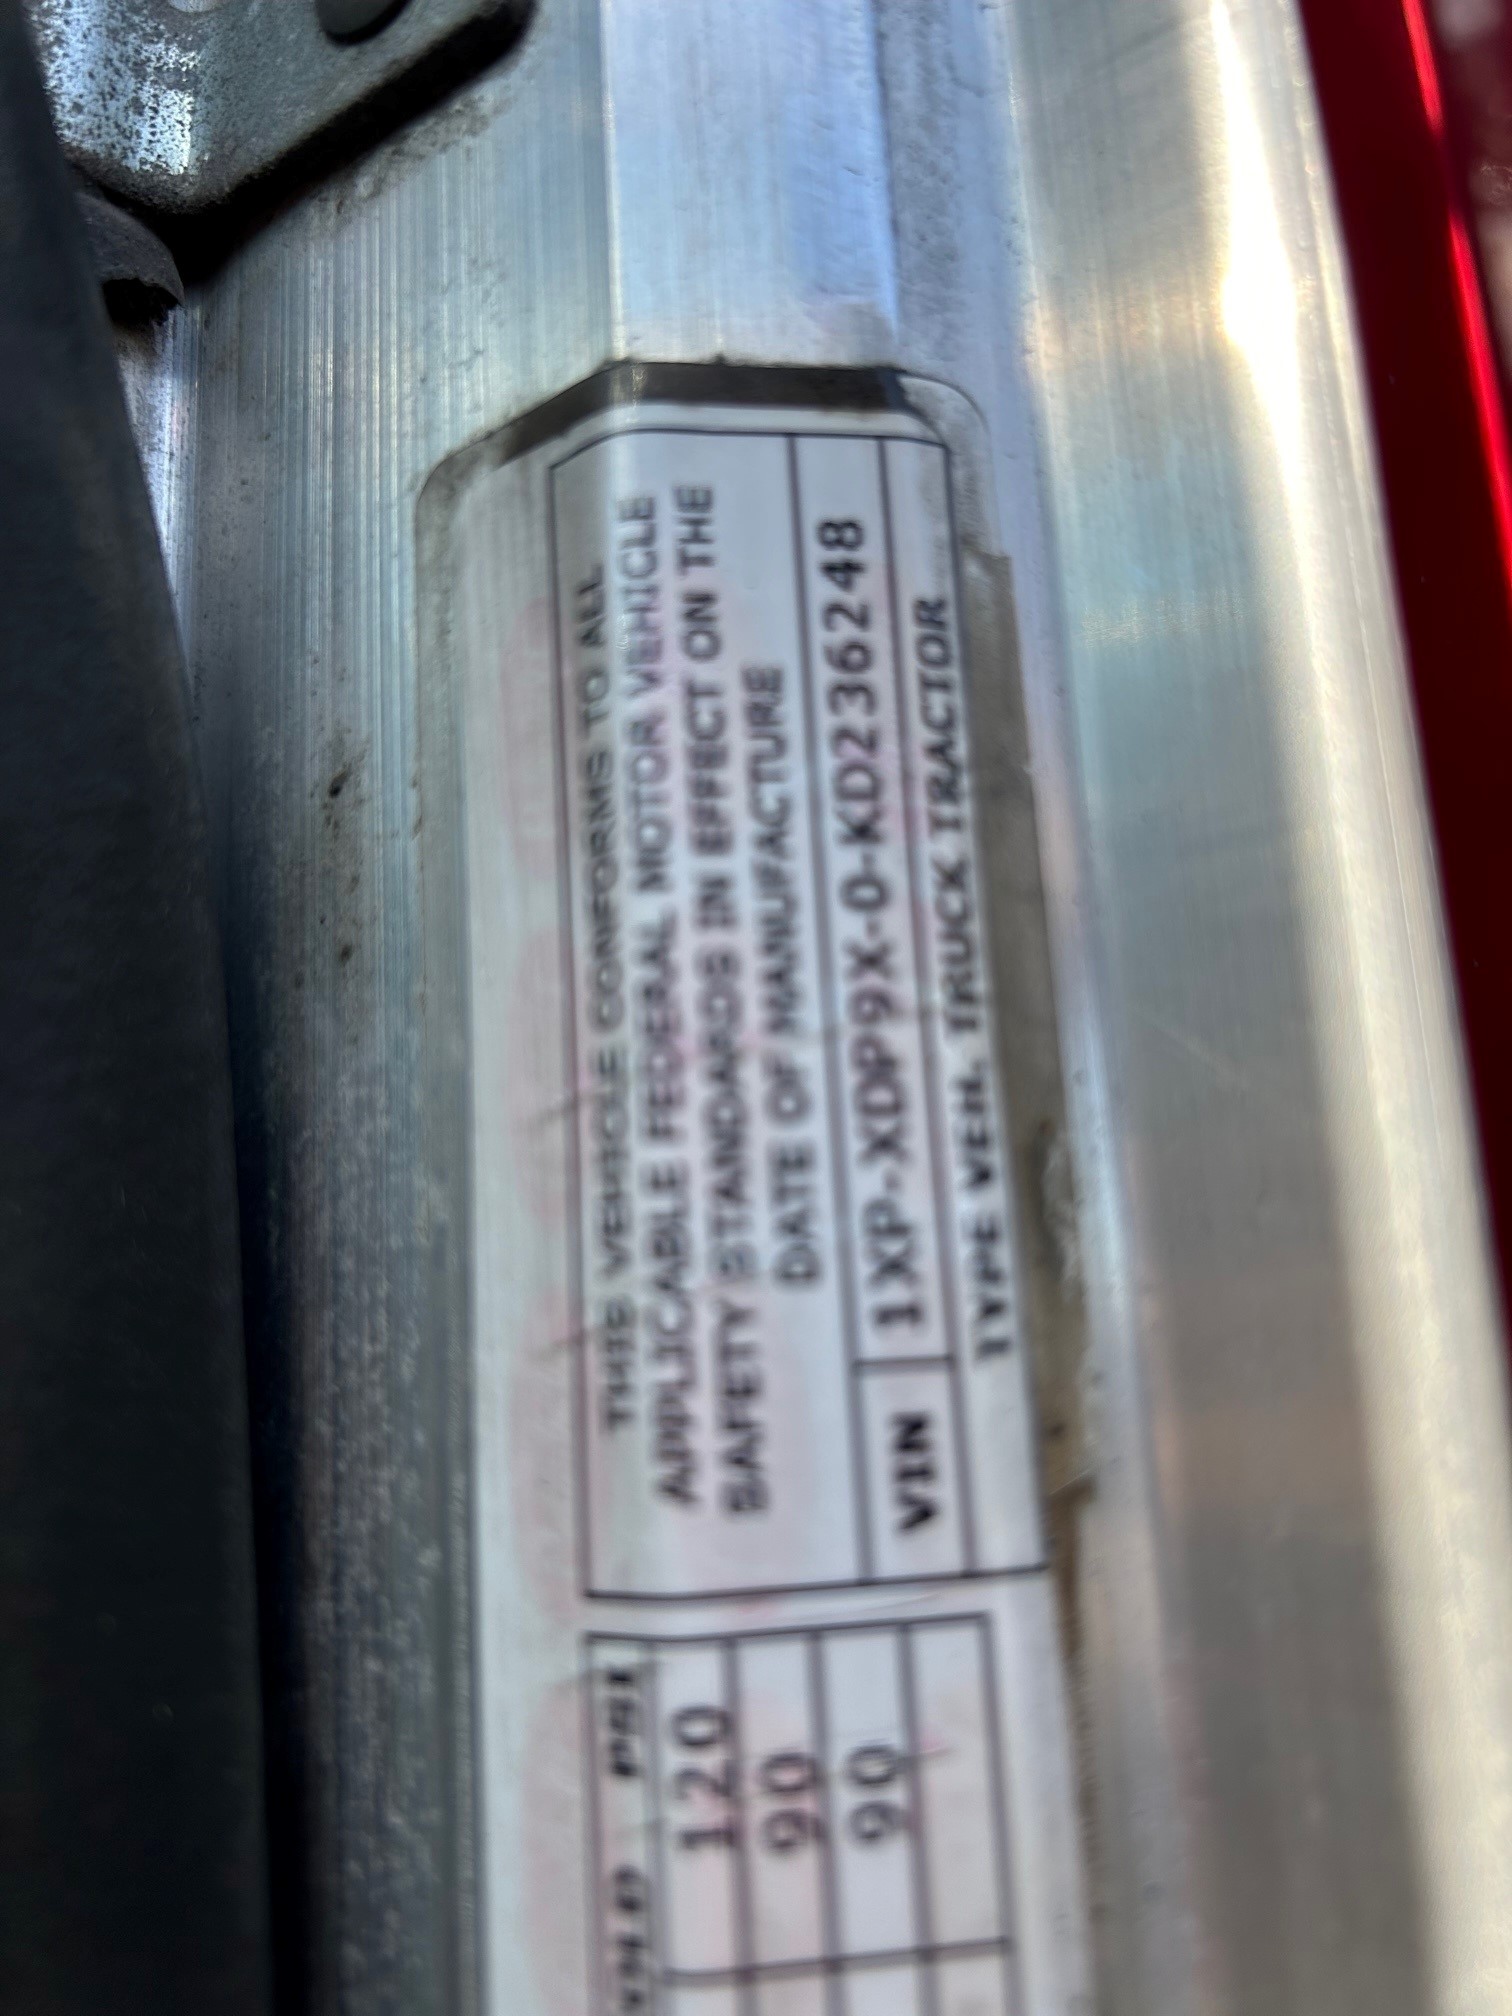 THIS VEHICLE CONFORMS TO ALL
APPLICABLE FEDERAL MOTOR VEHICLE
SAFETY STANDARDS IN EFFECT ON THE
DATE OF MANUFACTURE
VIN 1XP-XDP9X-0-KD236248
TYPE VEH. TRUCK TRACTOR
PSI
120
90
90